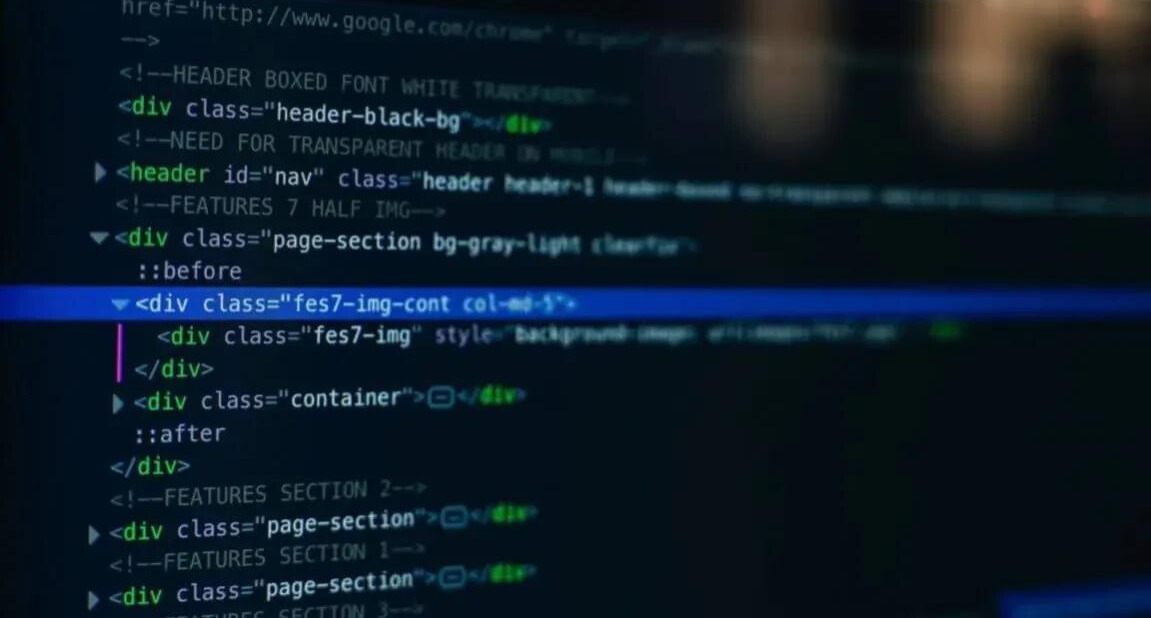 href="http://www.google.com/chrome" target=
-->
<!--HEADER BOXED FONT WHITE TRANSPARENT-->
<div class="header-black-bg"></div>
<!--NEED FOR TRANSPARENT HEADER ON MOBILE-->
<header id="nav" class="header header-1 header-boxed
<!--FEATURES 7 HALF IMG-->
<div class="page-section bg-gray-light clearfix">
::before
<div class="fes7-img-cont col-md-5">
<div class="fes7-img" style="background-image:
</div>
<div class="container"></div>
::after
</div>
<!--FEATURES SECTION 2-->
<div class="page-section"></div>
<!--FEATURES SECTION 1-->
<div class="page-section"></div>
FEATURES SECTION 3-->